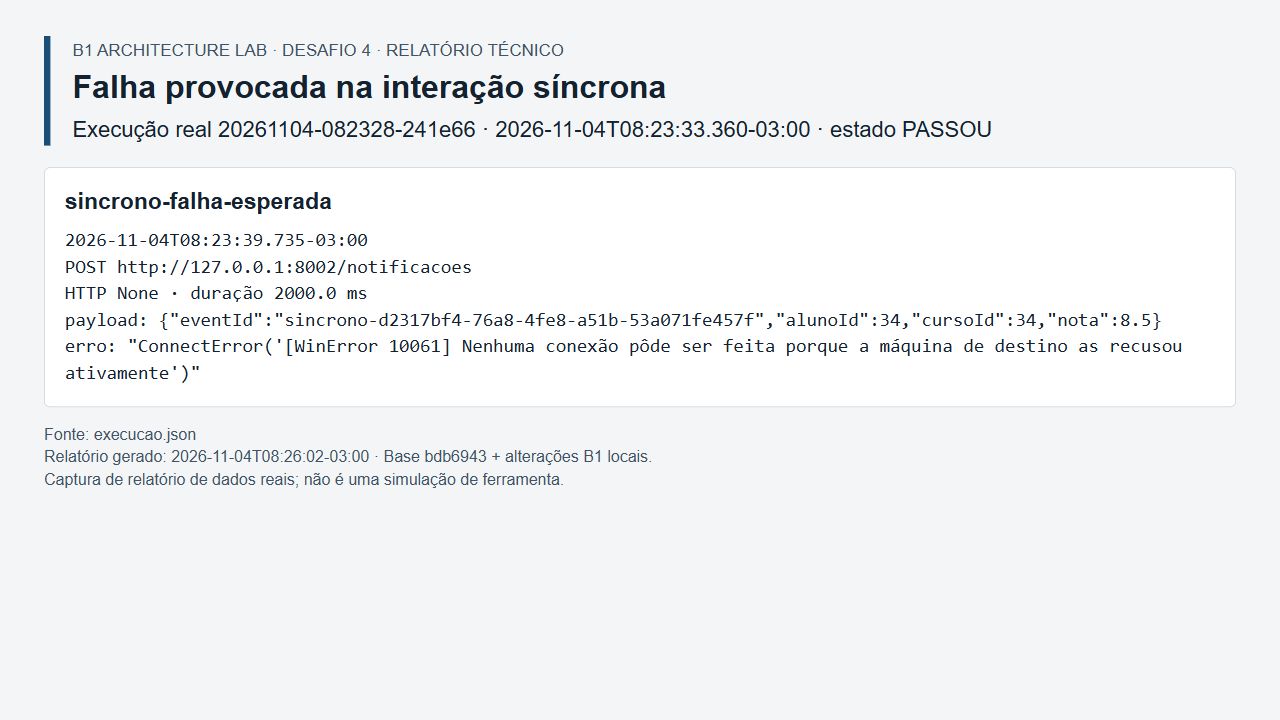 B1 ARCHITECTURE LAB · DESAFIO 4 · RELATÓRIO TÉCNICO
Falha provocada na interação síncrona
Execução real 20261104-082328-241e66 · 2026-11-04T08:23:33.360-03:00 · estado PASSOU
sincrono-falha-esperada
2026-11-04T08:23:39.735-03:00
POST http://127.0.0.1:8002/notificacoes
HTTP None · duração 2000.0 ms
payload: {"eventId":"sincrono-d2317bf4-76a8-4fe8-a51b-53a071fe457f","alunoId":34,"cursoId":34,"nota":8.5}
erro: "ConnectError('[WinError 10061] Nenhuma conexão pôde ser feita porque a máquina de destino as recusou
ativamente')"
Fonte: execucao.json
Relatório gerado: 2026-11-04T08:26:02-03:00 · Base bdb6943 + alterações B1 locais.
Captura de relatório de dados reais; não é uma simulação de ferramenta.